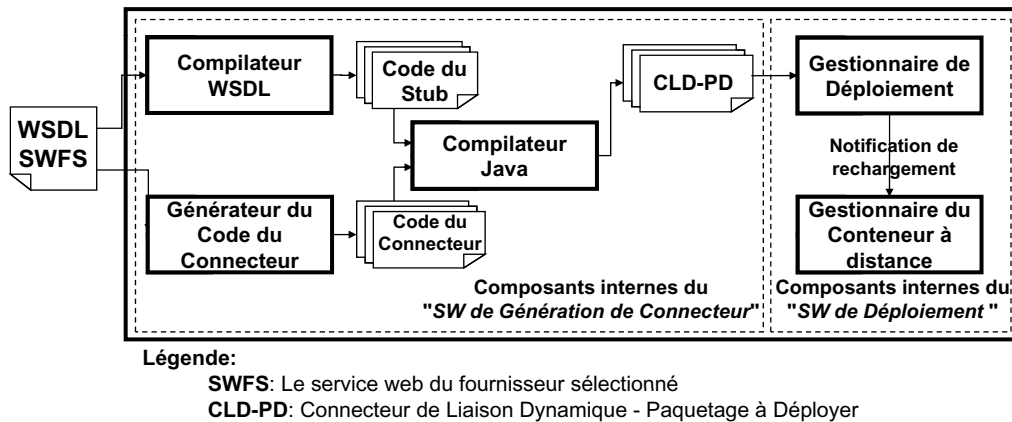 WSDL
SWFS
Compilateur
WSDL
Code du
Stub
Générateur du
Code du
Connecteur
Code du
Connecteur
Compilateur
Java
CLD-PD
Composants internes du
"SW de Génération de Connecteur"
Gestionnaire de
Déploiement
Notification de
rechargement
Gestionnaire du
Conteneur à
distance
Composants internes du
"SW de Déploiement "
Légende:
SWFS: Le service web du fournisseur sélectionné
CLD-PD: Connecteur de Liaison Dynamique - Paquetage à Déployer